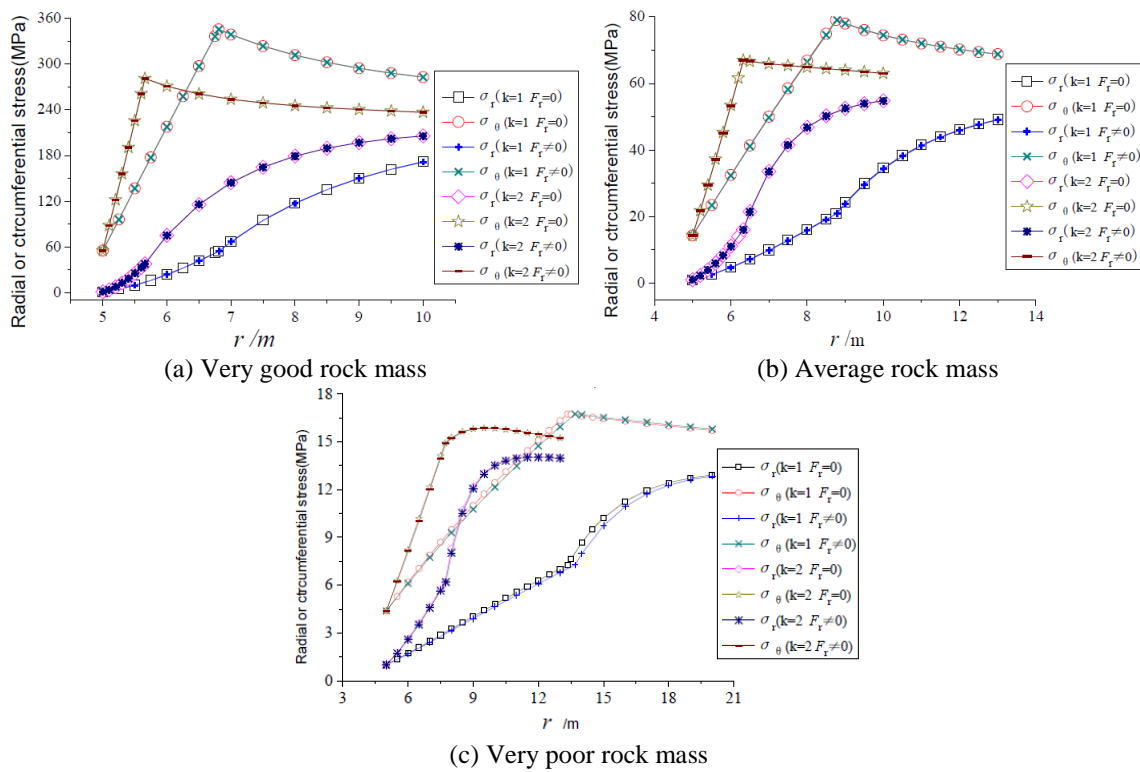 Radial or ctrcumferential stress(MPa)
360
300
240
180
120
60
0
5 6 7 8 9 10
r /m
σr(k=1 Fr=0)
σθ(k=1 Fr=0)
σr(k=1 Fr≠0)
σθ(k=1 Fr≠0)
σr(k=2 Fr=0)
σθ(k=2 Fr=0)
σr(k=2 Fr≠0)
σθ(k=2 Fr≠0)
(a) Very good rock mass
Radial or ctrcumferential stress(MPa)
80
60
40
20
0
4 6 8 10 12 14
r /m
σr(k=1 Fr=0)
σθ(k=1 Fr=0)
σr(k=1 Fr≠0)
σθ(k=1 Fr≠0)
σr(k=2 Fr=0)
σθ(k=2 Fr=0)
σr(k=2 Fr≠0)
σθ(k=2 Fr≠0)
(b) Average rock mass
Radial or ctrcumferential stress(MPa)
18
15
12
9
6
3
0
3 6 9 12 15 18 21
r /m
σr(k=1 Fr=0)
σθ(k=1 Fr=0)
σr(k=1 Fr≠0)
σθ(k=1 Fr≠0)
σr(k=2 Fr=0)
σθ(k=2 Fr=0)
σr(k=2 Fr≠0)
σθ(k=2 Fr≠0)
(c) Very poor rock mass